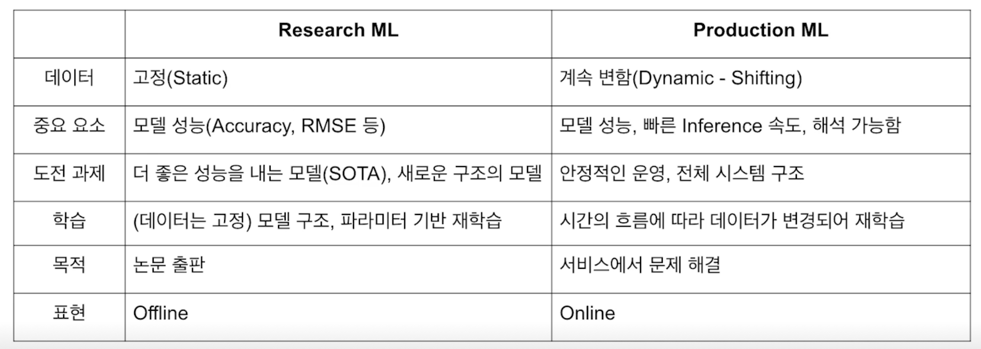 Research ML Production ML
데이터 고정(Static) 계속 변함(Dynamic - Shifting)
중요 요소 모델 성능(Accuracy, RMSE 등) 모델 성능, 빠른 Inference 속도, 해석 가능함
도전 과제 더 좋은 성능을 내는 모델(SOTA), 새로운 구조의 모델 안정적인 운영, 전체 시스템 구조
학습 (데이터는 고정) 모델 구조, 파라미터 기반 재학습 시간의 흐름에 따라 데이터가 변경되어 재학습
목적 논문 출판 서비스에서 문제 해결
표현 Offline Online